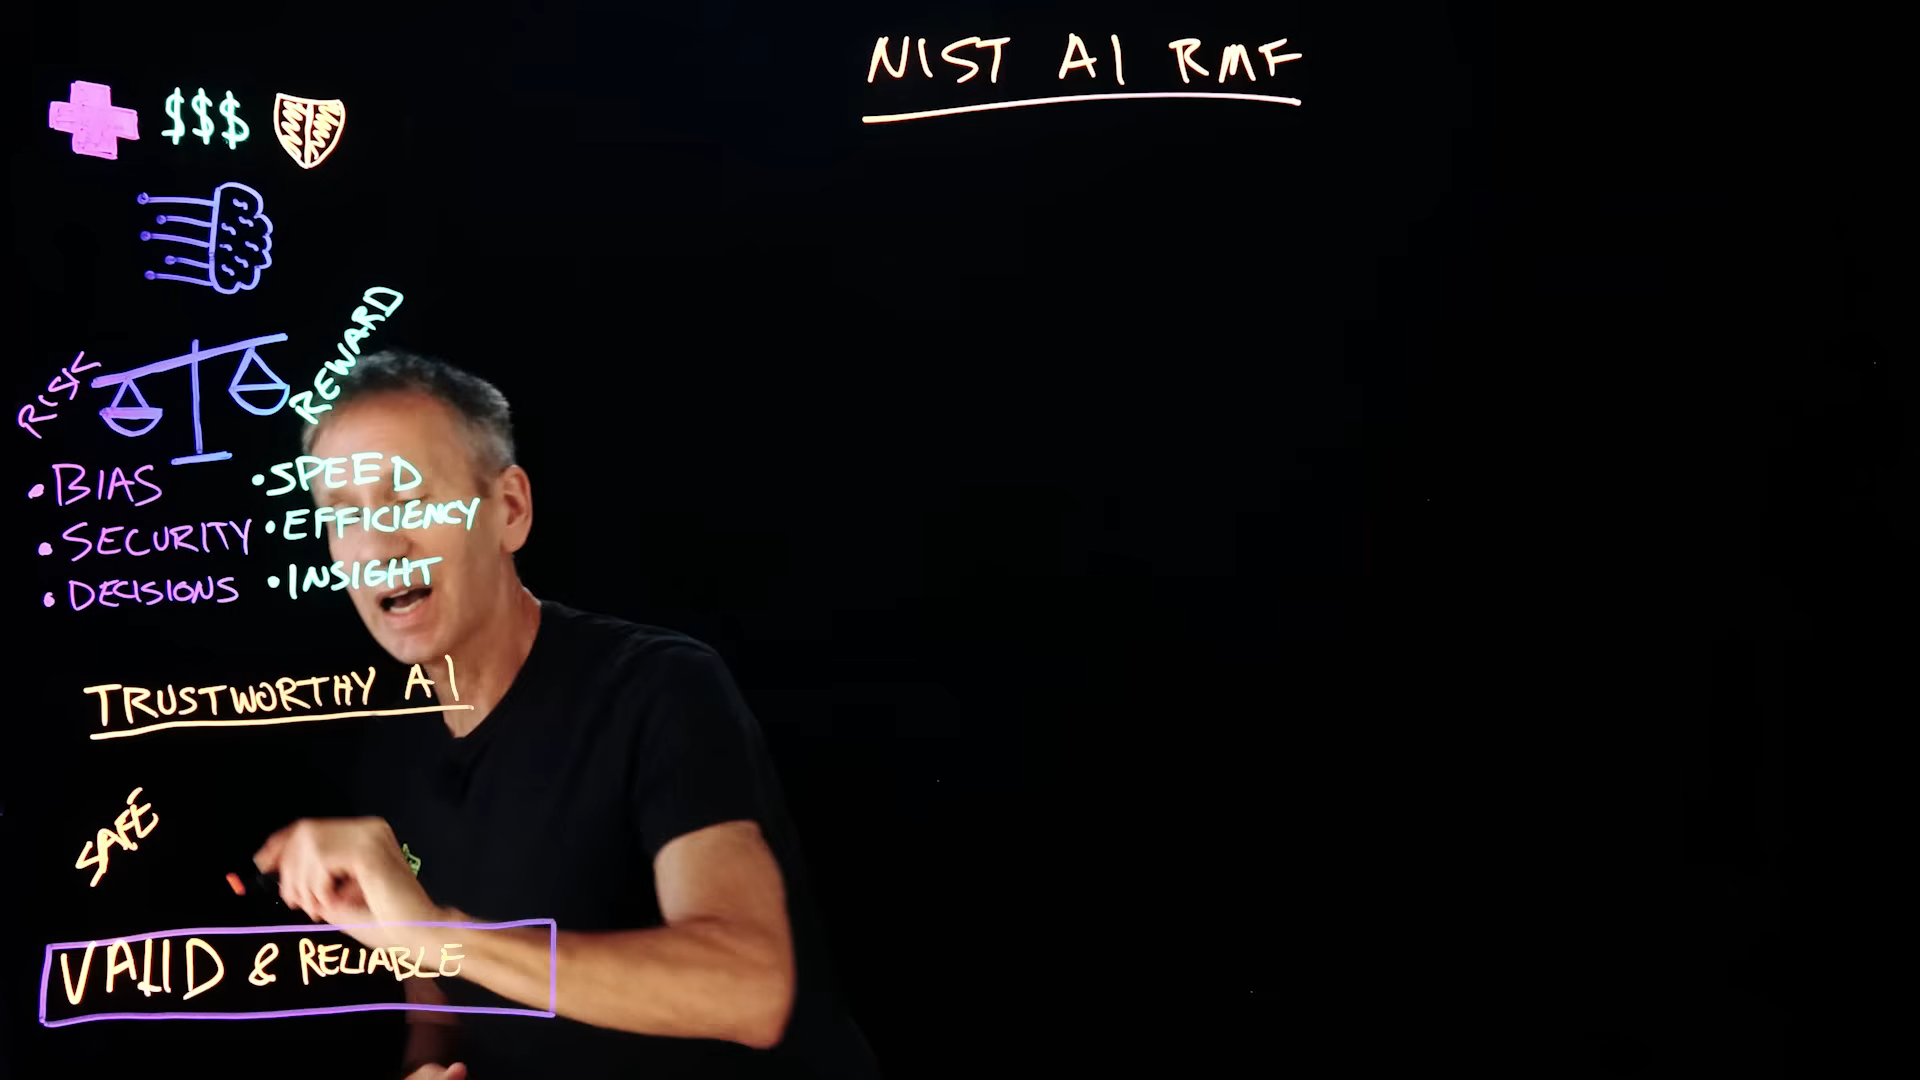 NIST AI RMF
$$$
RISK
REWARD
• BIAS
• SECURITY
• DECISIONS
• SPEED
• EFFICIENCY
• INSIGHT
TRUSTWORTHY AI
SAFE
VALID & RELIABLE